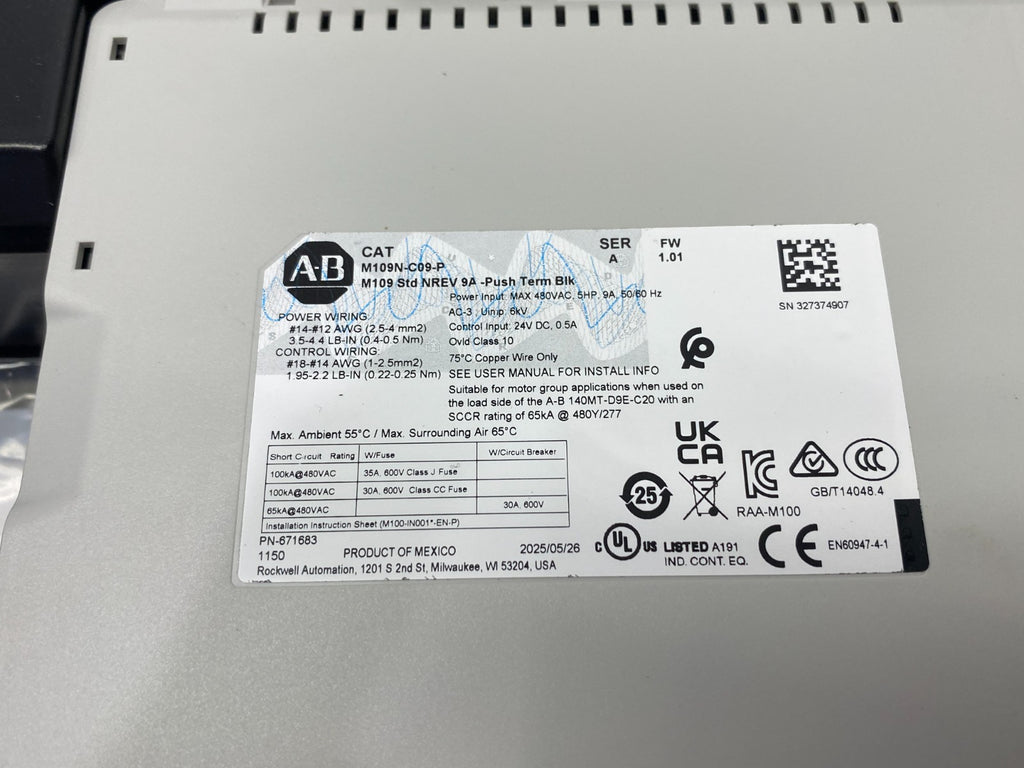 A-B
CAT
M109N-C09-P
M109 Std NREV 9A -Push Term Blk
SER
A
FW
1.01
SN 327374907
Power Input: MAX 480VAC, 5HP, 9A, 50/60 Hz
AC-3 ; Uimp: 6kV
Control Input: 24V DC, 0.5A
Ovld Class 10
75°C Copper Wire Only
SEE USER MANUAL FOR INSTALL INFO
Suitable for motor group applications when used on
the load side of the A-B 140MT-D9E-C20 with an
SCCR rating of 65kA @ 480Y/277
POWER WIRING:
#14-#12 AWG (2.5-4 mm2)
3.5-4.4 LB-IN (0.4-0.5 Nm)
CONTROL WIRING:
#18-#14 AWG (1-2.5mm2)
1.95-2.2 LB-IN (0.22-0.25 Nm)
Max. Ambient 55°C / Max. Surrounding Air 65°C
Short Circuit Rating W/Fuse W/Circuit Breaker
100kA@480VAC 35A, 600V Class J Fuse
100kA@480VAC 30A, 600V Class CC Fuse
65kA@480VAC 30A, 600V
Installation Instruction Sheet (M100-IN001*-EN-P)
PN-671683
1150 PRODUCT OF MEXICO 2025/05/26
Rockwell Automation, 1201 S 2nd St, Milwaukee, WI 53204, USA
UK
CA
25
RAA-M100
CCC
GB/T14048.4
c UL US LISTED A191
IND. CONT. EQ.
CE
EN60947-4-1